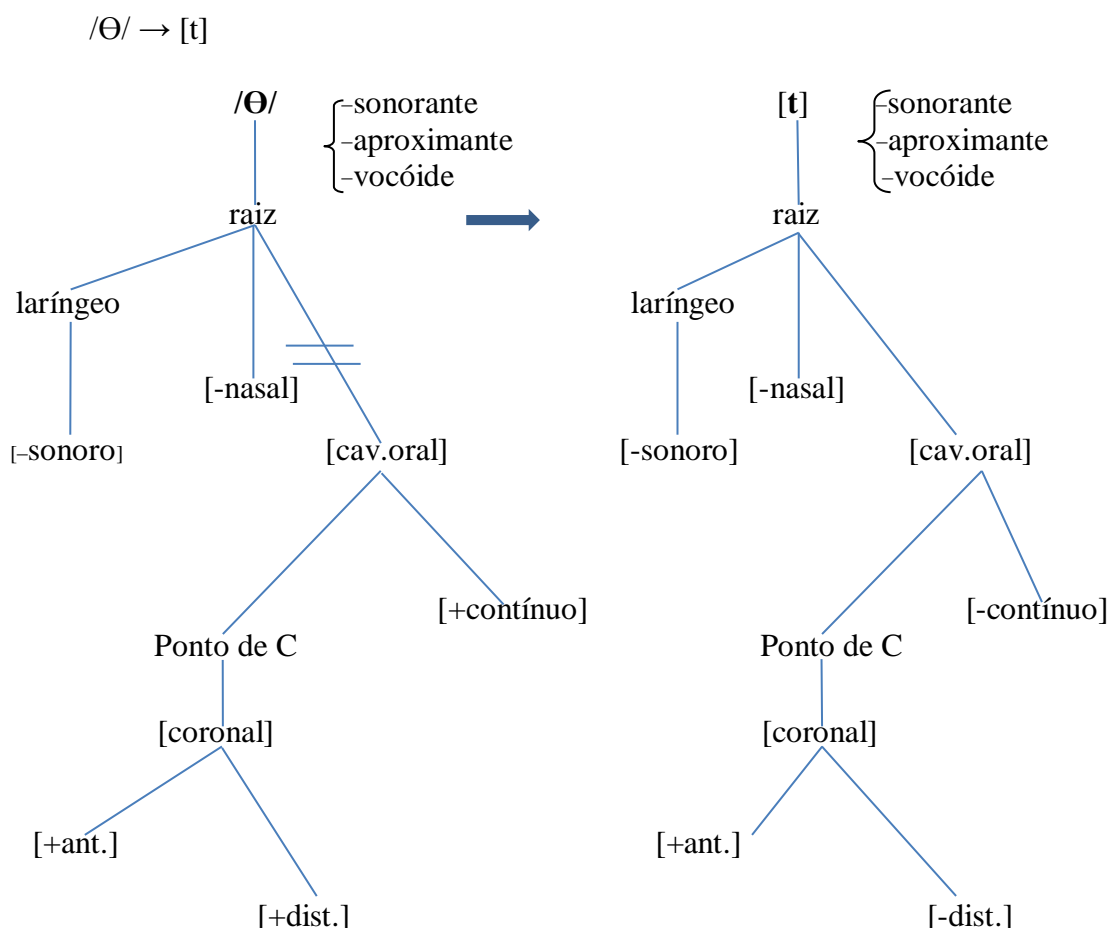 /Ɵ/ → [t]
/Ɵ/ –sonorante [t] –sonorante
–aproximante –aproximante
–vocóide –vocóide
raiz raiz
laríngeo laríngeo
[-nasal] [-nasal]
[–sonoro] [cav.oral] [-sonoro] [cav.oral]
[+contínuo] [-contínuo]
Ponto de C Ponto de C
[coronal] [coronal]
[+ant.] [+ant.]
[+dist.] [-dist.]